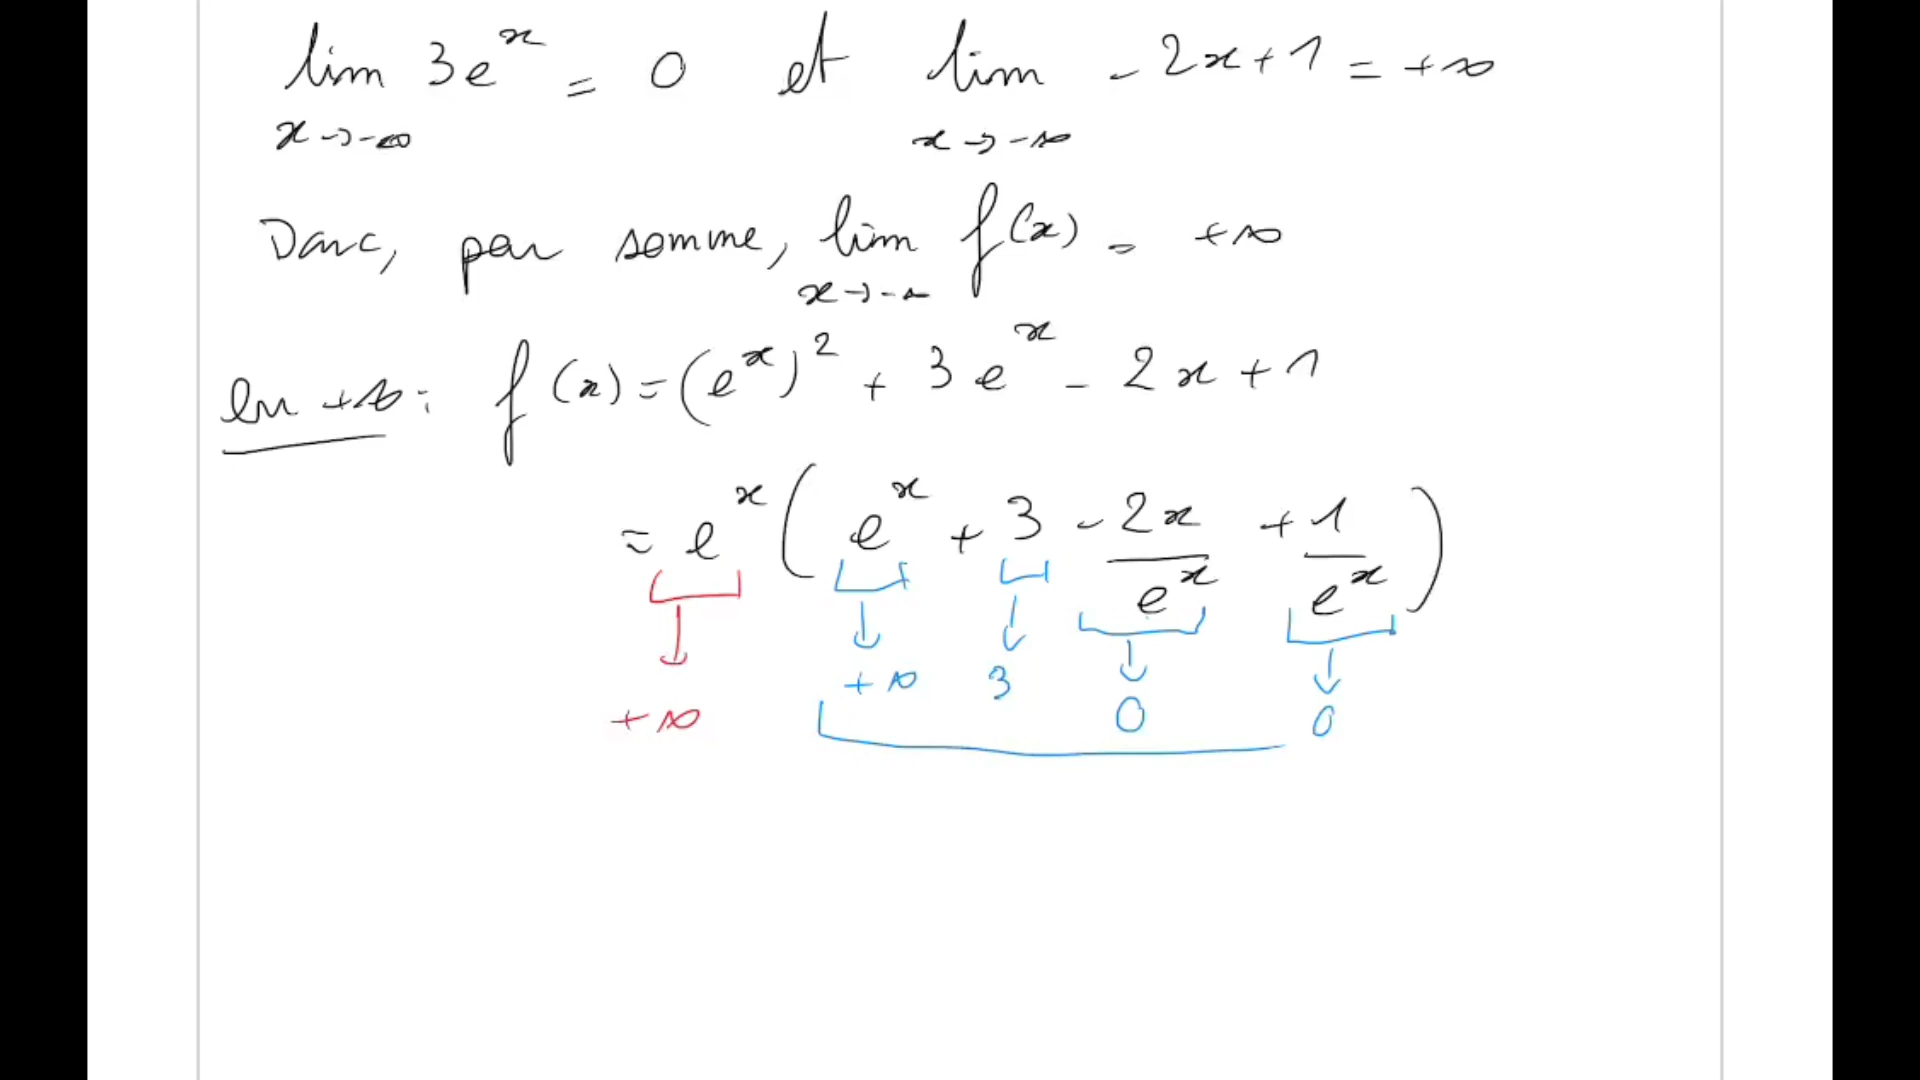 lim 3e^x = 0 et lim -2x+1 = +∞
x→-∞ x→-∞
Donc, par somme, lim f(x) = +∞
x→-∞
en +∞ : f(x) = (e^x)^2 + 3e^x - 2x + 1
= e^x ( e^x + 3 - 2x/e^x + 1/e^x )
+∞ 3 0 0
+∞